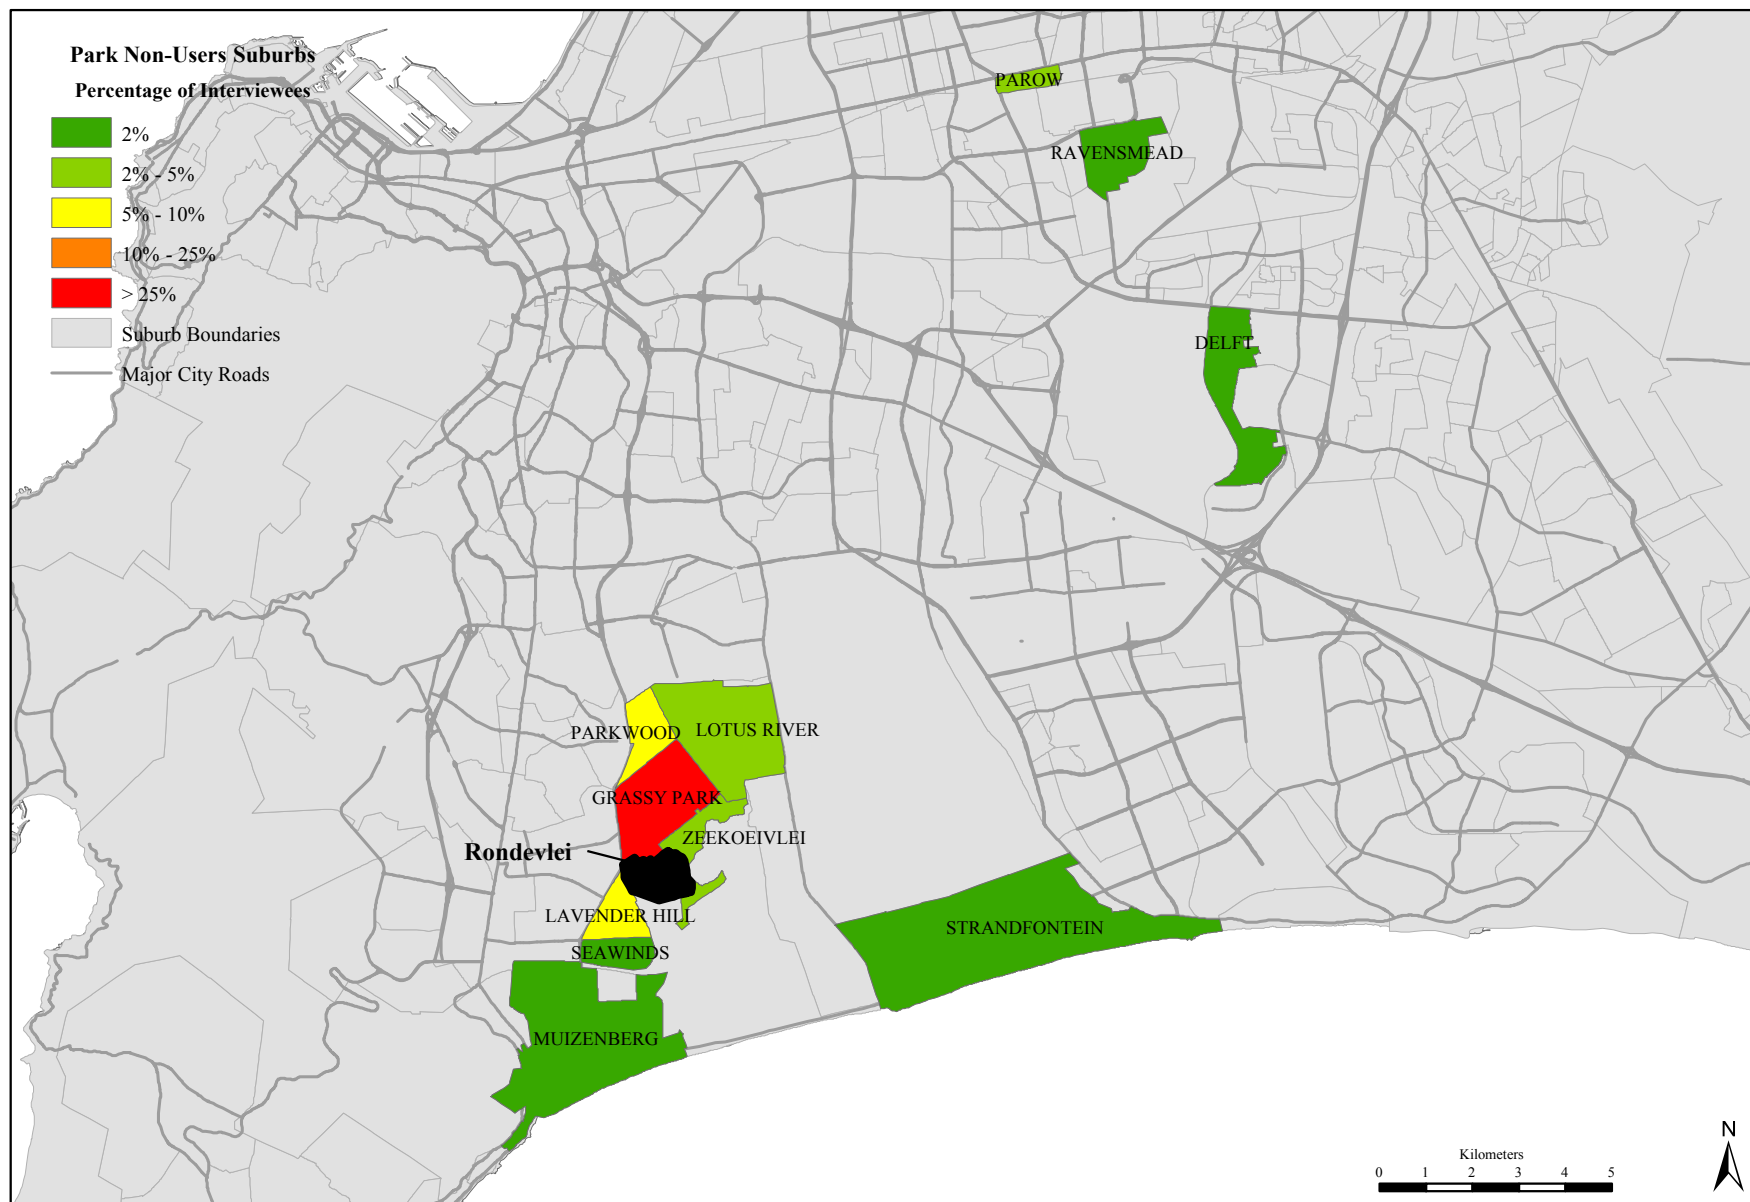 Park Non-Users Suburbs
Percentage of Interviewees
2%
2% - 5%
5% - 10%
10% - 25%
> 25%
Suburb Boundaries
Major City Roads
PAROW
RAVENSMEAD
DELFT
PARKWOOD
LOTUS RIVER
GRASSY PARK
ZEEKOEIVLEI
Rondevlei
LAVENDER HILL
STRANDFONTEIN
SEAWINDS
MUIZENBERG
N
Kilometers
0 1 2 3 4 5